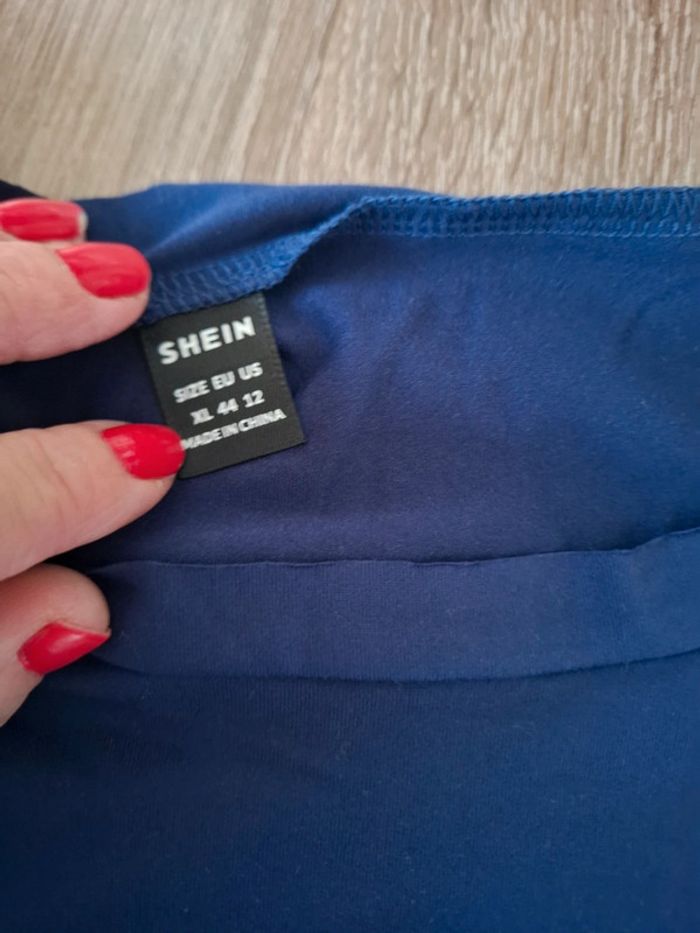 SHEIN
SIZE EU US
XL 44 12
MADE IN CHINA